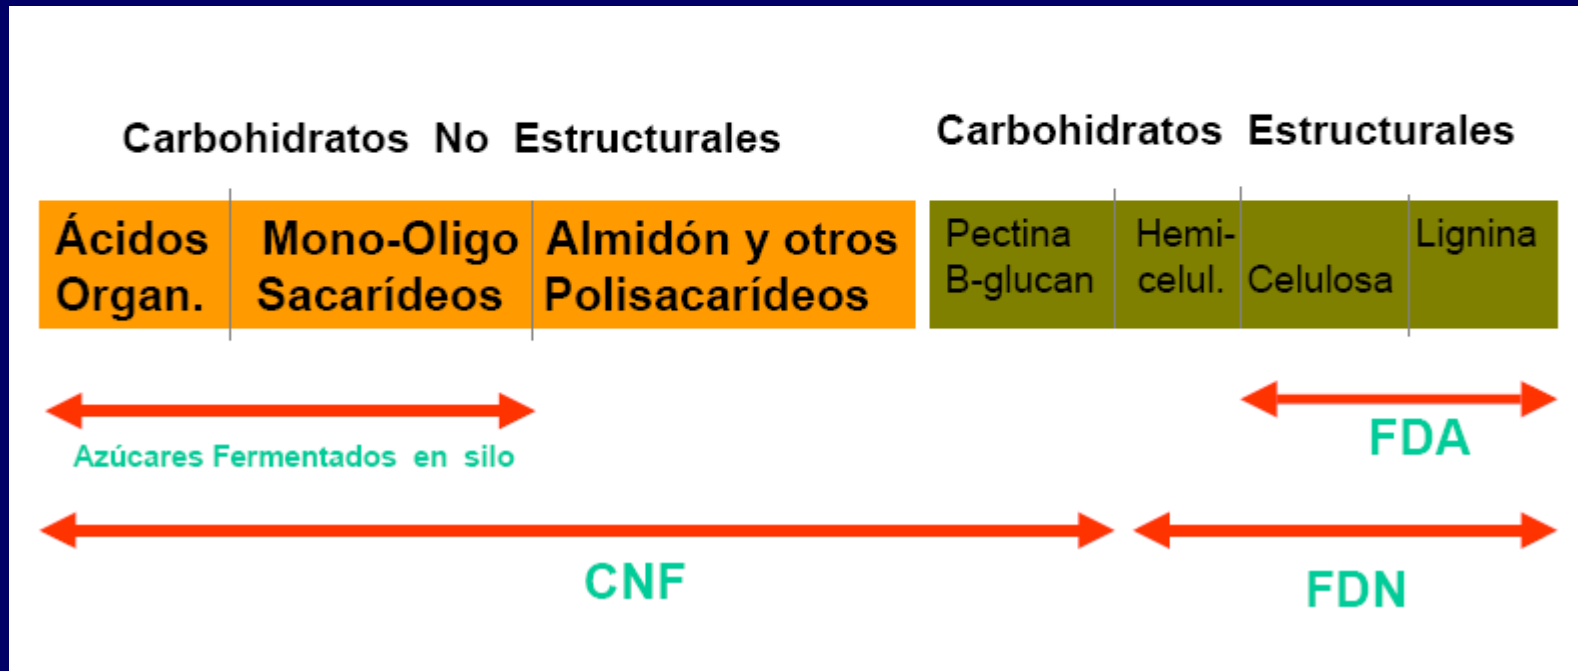 Carbohidratos No Estructurales
Carbohidratos Estructurales
Ácidos
Organ.
Mono-Oligo
Sacarídeos
Almidón y otros
Polisacarídeos
Pectina
B-glucan
Hemi-
celul.
Celulosa
Lignina
Azúcares Fermentados en silo
FDA
CNF
FDN